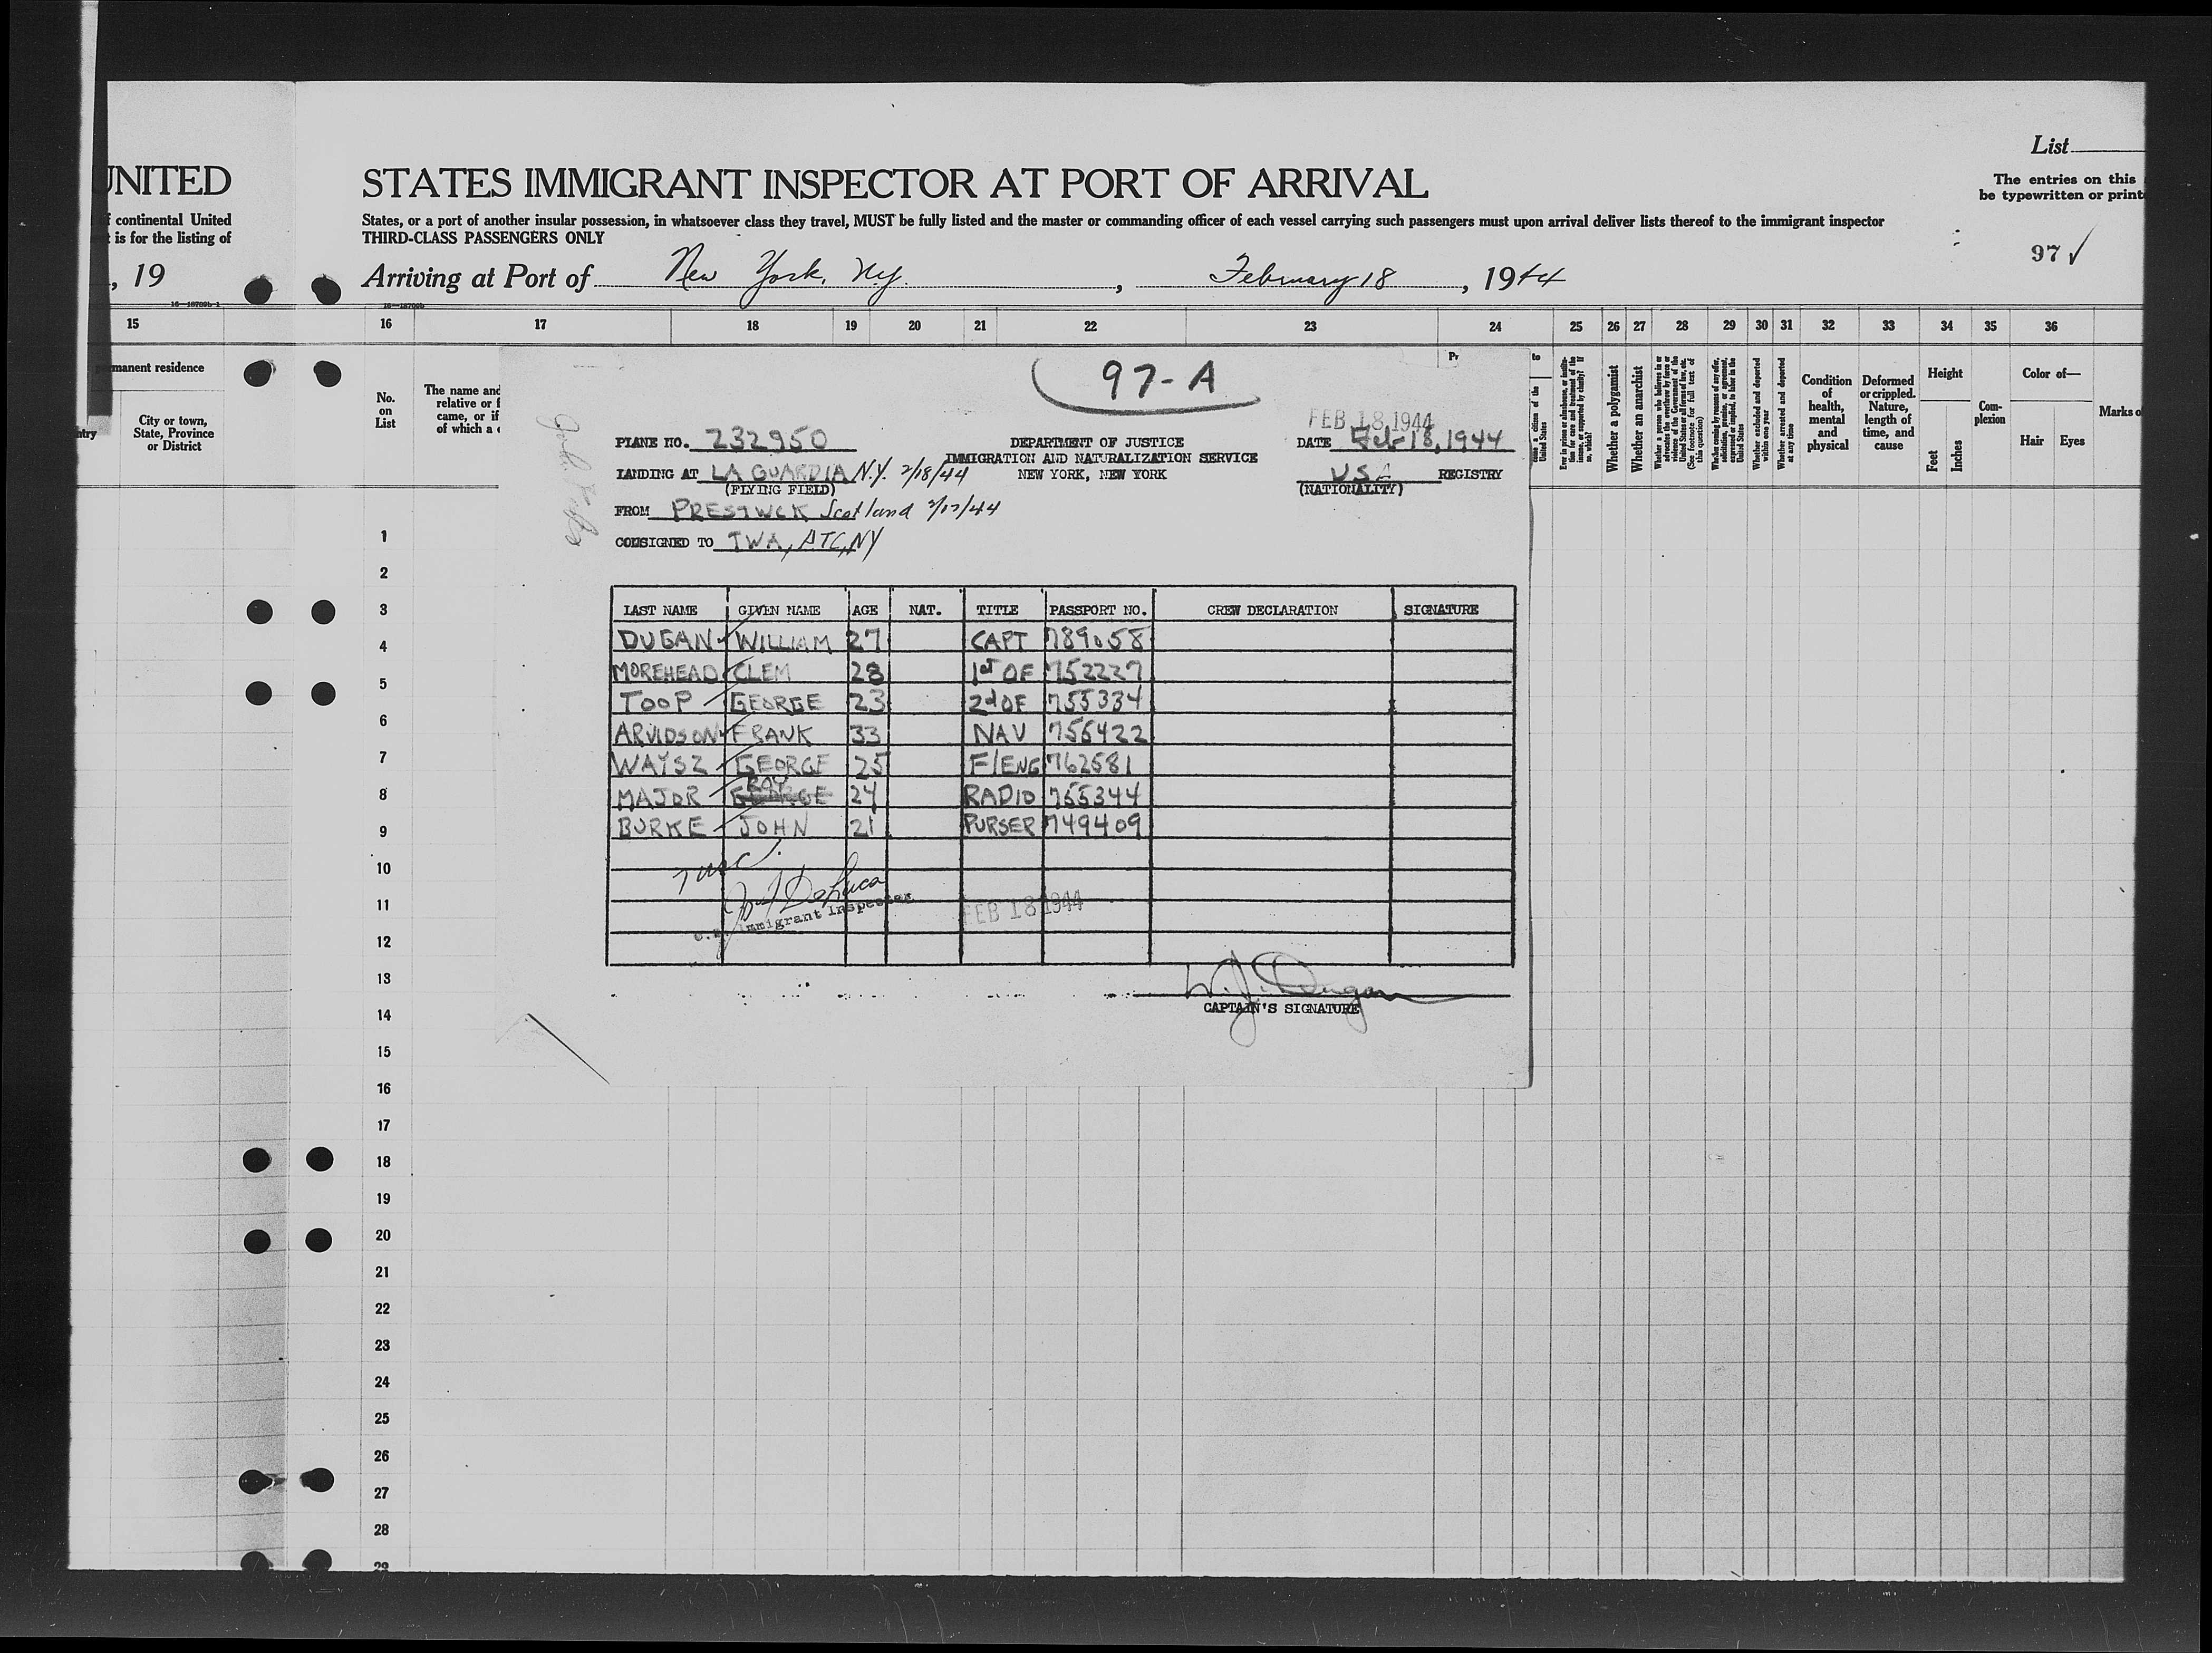 List
UNITED STATES IMMIGRANT INSPECTOR AT PORT OF ARRIVAL
The entries on this
be typewritten or print
f continental United States, or a port of another insular possession, in whatsoever class they travel, MUST be fully listed and the master or commanding officer of each vessel carrying such passengers must upon arrival deliver lists thereof to the immigrant inspector
is for the listing of THIRD-CLASS PASSENGERS ONLY
97 ✓
, 19 Arriving at Port of New York, N.Y. , February 18 , 1944
15 16 17 18 19 20 21 22 23 24 25 26 27 28 29 30 31 32 33 34 35 36
manent residence
City or town,
State, Province
or District
No.
on
List
The name and
relative or f
came, or if
of which a c
Whether a polygamist
Whether an anarchist
Condition
of
health,
mental
and
physical
Deformed
or crippled.
Nature,
length of
time, and
cause
Height
Feet
Inches
Com-
plexion
Color of—
Hair Eyes
Marks o
97-A
FEB 18 1944
PLANE NO. 232950 DEPARTMENT OF JUSTICE DATE Feb 18, 1944
IMMIGRATION AND NATURALIZATION SERVICE
LANDING AT LA GUARDIA N.Y. 2/18/44 NEW YORK, NEW YORK USA REGISTRY
(FLYING FIELD) (NATIONALITY)
FROM PRESTWCK Scotland 2/17/44
CONSIGNED TO TWA, ATC, NY
LAST NAME GIVEN NAME AGE NAT. TITLE PASSPORT NO. CREW DECLARATION SIGNATURE
DUGAN WILLIAM 27 CAPT 789058
MOREHEAD CLEM 28 1st OF 752227
TOOP GEORGE 23 2d OF 755334
ARVIDSON FRANK 33 NAV 756422
WAYSZ GEORGE 25 F/ENG 762581
MAJOR GEORGE ROY 24 RADIO 755344
BURKE JOHN 21 PURSER 749409
DeLuca
Immigrant Inspector
FEB 18 1944
W. J. Dugan
CAPTAIN'S SIGNATURE
1
2
3
4
5
6
7
8
9
10
11
12
13
14
15
16
17
18
19
20
21
22
23
24
25
26
27
28
29